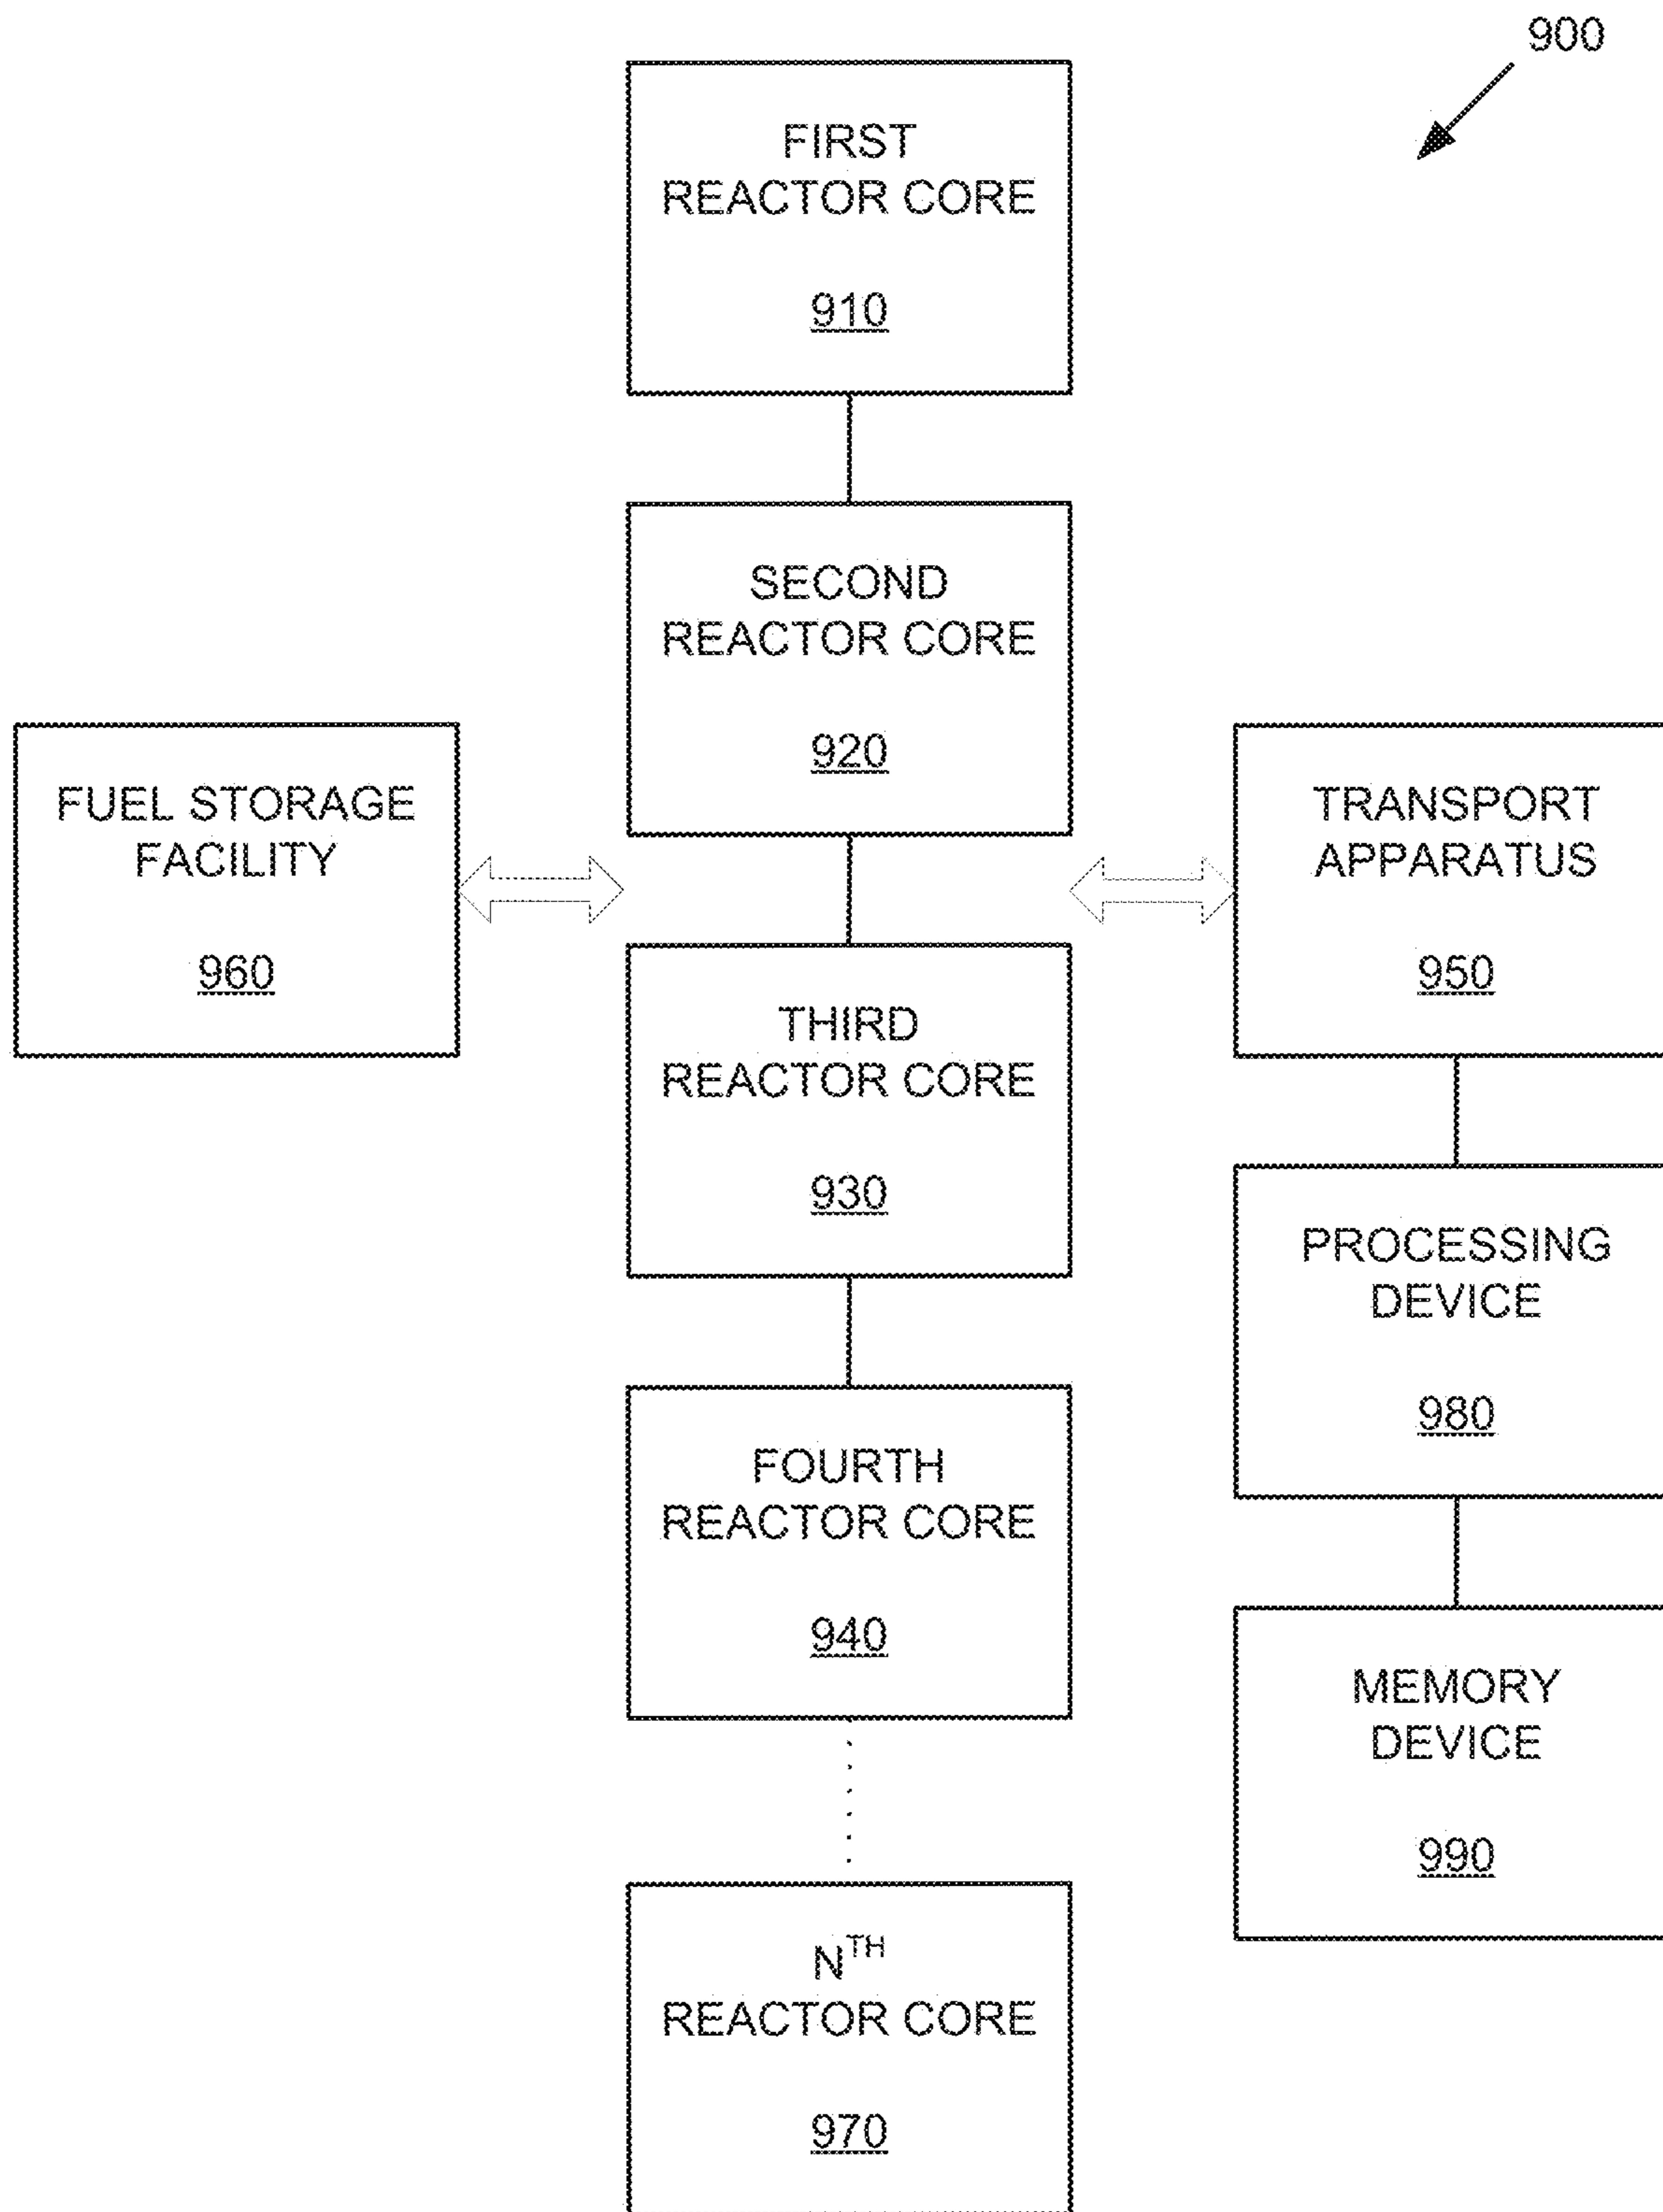 900
FIRST
REACTOR CORE
910
SECOND
REACTOR CORE
920
FUEL STORAGE
FACILITY
960
TRANSPORT
APPARATUS
950
THIRD
REACTOR CORE
930
PROCESSING
DEVICE
980
FOURTH
REACTOR CORE
940
MEMORY
DEVICE
990
NTH
REACTOR CORE
970